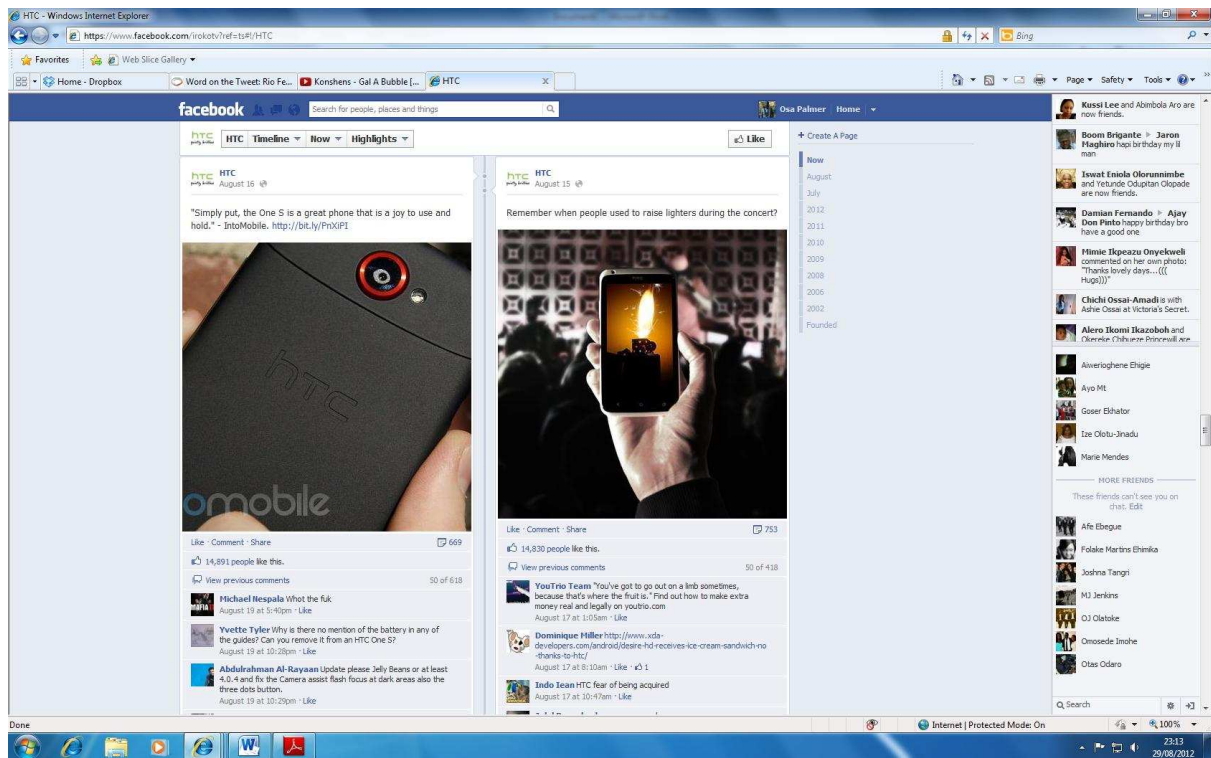 HTC - Windows Internet Explorer
https://www.facebook.com/irokotv?ref=ts#!/HTC
Bing
Favorites
Web Slice Gallery
Home - Dropbox
Word on the Tweet: Rio Fe...
Konshens - Gal A Bubble [...
HTC
Page
Safety
Tools
facebook
Search for people, places and things
Osa Palmer
Home
HTC
Timeline
Now
Highlights
Like
HTC
August 16
"Simply put, the One S is a great phone that is a joy to use and
hold." - IntoMobile. http://bit.ly/PnXiPI
hTC
omobile
Like · Comment · Share
669
14,891 people like this.
View previous comments
50 of 618
Michael Nespala Whot the fuk
August 19 at 5:40pm · Like
Yvette Tyler Why is there no mention of the battery in any of
the guides? Can you remove it from an HTC One S?
August 19 at 10:28pm · Like
Abdulrahman Al-Rayaan Update please Jelly Beans or at least
4.0.4 and fix the Camera assist flash focus at dark areas also the
three dots button.
August 19 at 10:29pm · Like
HTC
August 15
Remember when people used to raise lighters during the concert?
Like · Comment · Share
753
14,830 people like this.
View previous comments
50 of 418
YouTrio Team "You've got to go out on a limb sometimes,
because that's where the fruit is." Find out how to make extra
money real and legally on youtrio.com
August 17 at 1:05am · Like
Dominique Miller http://www.xda-
developers.com/android/desire-hd-receives-ice-cream-sandwich-no
-thanks-to-htc/
August 17 at 8:10am · Like · 1
Indo Iean HTC fear of being acquired
August 17 at 10:47am · Like
+ Create A Page
Now
August
July
2012
2011
2010
2009
2008
2006
2002
Founded
Kussi Lee and Abimbola Aro are
now friends.
Boom Brigante ▶ Jaron
Maghiro hapi birthday my lil
man
Iswat Eniola Olorunnimbe
and Yetunde Odupitan Olopade
are now friends.
Damian Fernando ▶ Ajay
Don Pinto happy birthday bro
have a good one
Mimie Ikpeazu Onyekweli
commented on her own photo:
"Thanks lovely days...(((
Hugs)))"
Chichi Ossai-Amadi is with
Ashie Ossai at Victoria's Secret.
Alero Ikomi Ikazoboh and
Okereke Chibueze Princewill are
Aiwerioghene Ehigie
Ayo Mt
Goser Ekhator
Ize Olotu-Jinadu
Marie Mendes
MORE FRIENDS
These friends can't see you on
chat. Edit
Afe Ebegue
Folake Martins Ehimika
Joshna Tangri
MJ Jenkins
OJ Olatoke
Omosede Imohe
Otas Odaro
Search
Done
Internet | Protected Mode: On
100%
23:13
29/08/2012